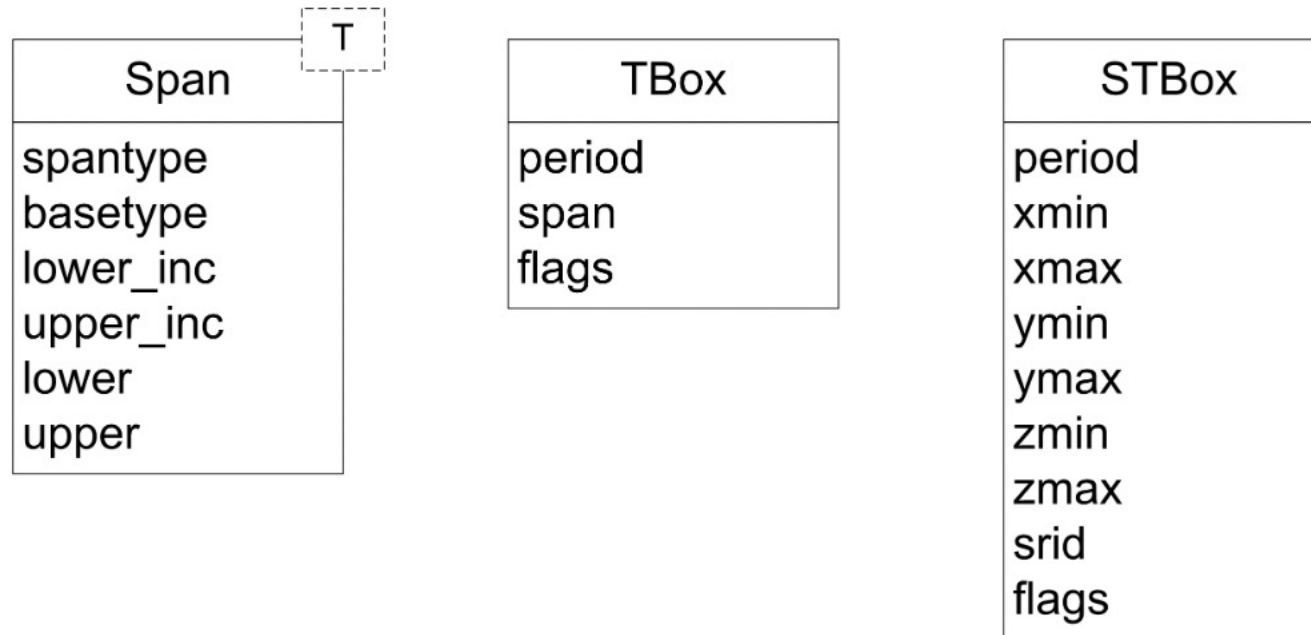 T
Span
spantype
basetype
lower_inc
upper_inc
lower
upper
TBox
period
span
flags
STBox
period
xmin
xmax
ymin
ymax
zmin
zmax
srid
flags